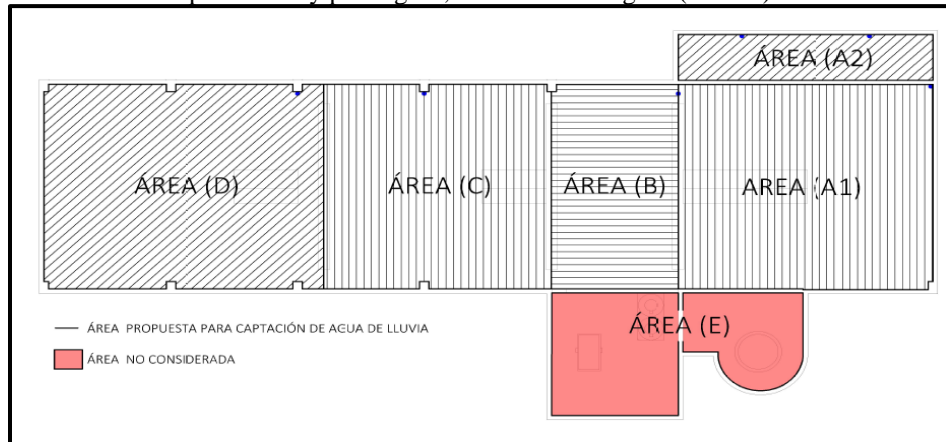 ÁREA (A2)
ÁREA (D)
ÁREA (C)
ÁREA (B)
AREA (A1)
ÁREA (E)
ÁREA PROPUESTA PARA CAPTACIÓN DE AGUA DE LLUVIA
ÁREA NO CONSIDERADA